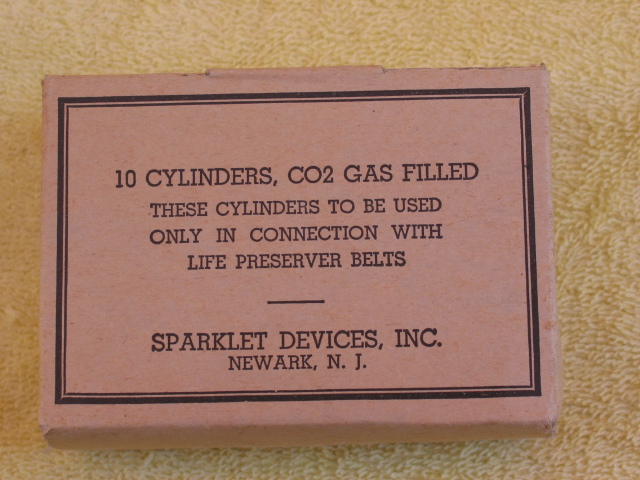 10 CYLINDERS, CO2 GAS FILLED
THESE CYLINDERS TO BE USED
ONLY IN CONNECTION WITH
LIFE PRESERVER BELTS
SPARKLET DEVICES, INC.
NEWARK, N. J.